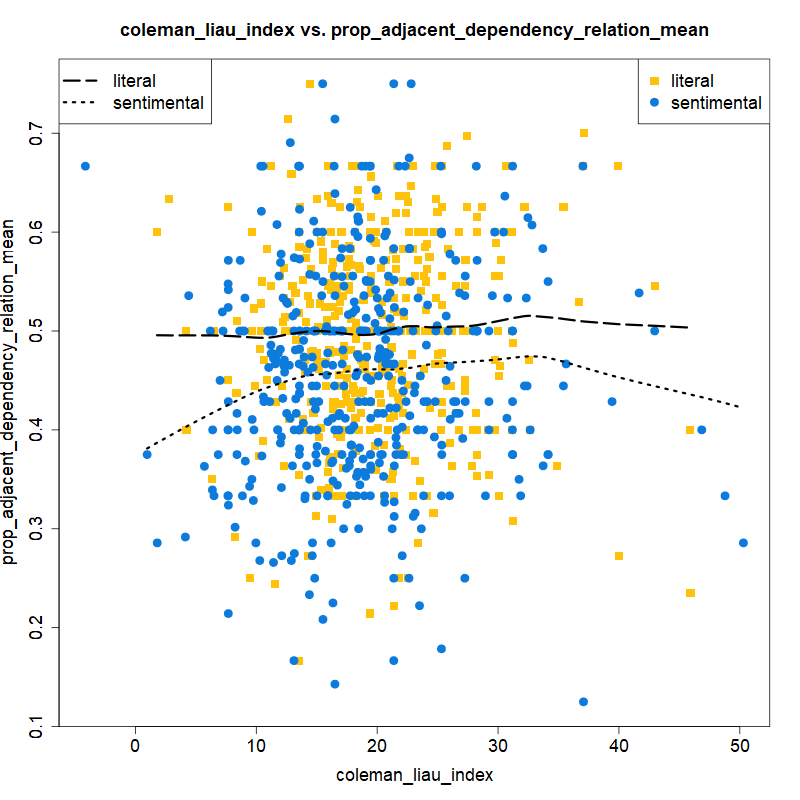 coleman_liau_index vs. prop_adjacent_dependency_relation_mean
literal
sentimental
literal
sentimental
prop_adjacent_dependency_relation_mean
0.7
0.6
0.5
0.4
0.3
0.2
0.1
0 10 20 30 40 50
coleman_liau_index